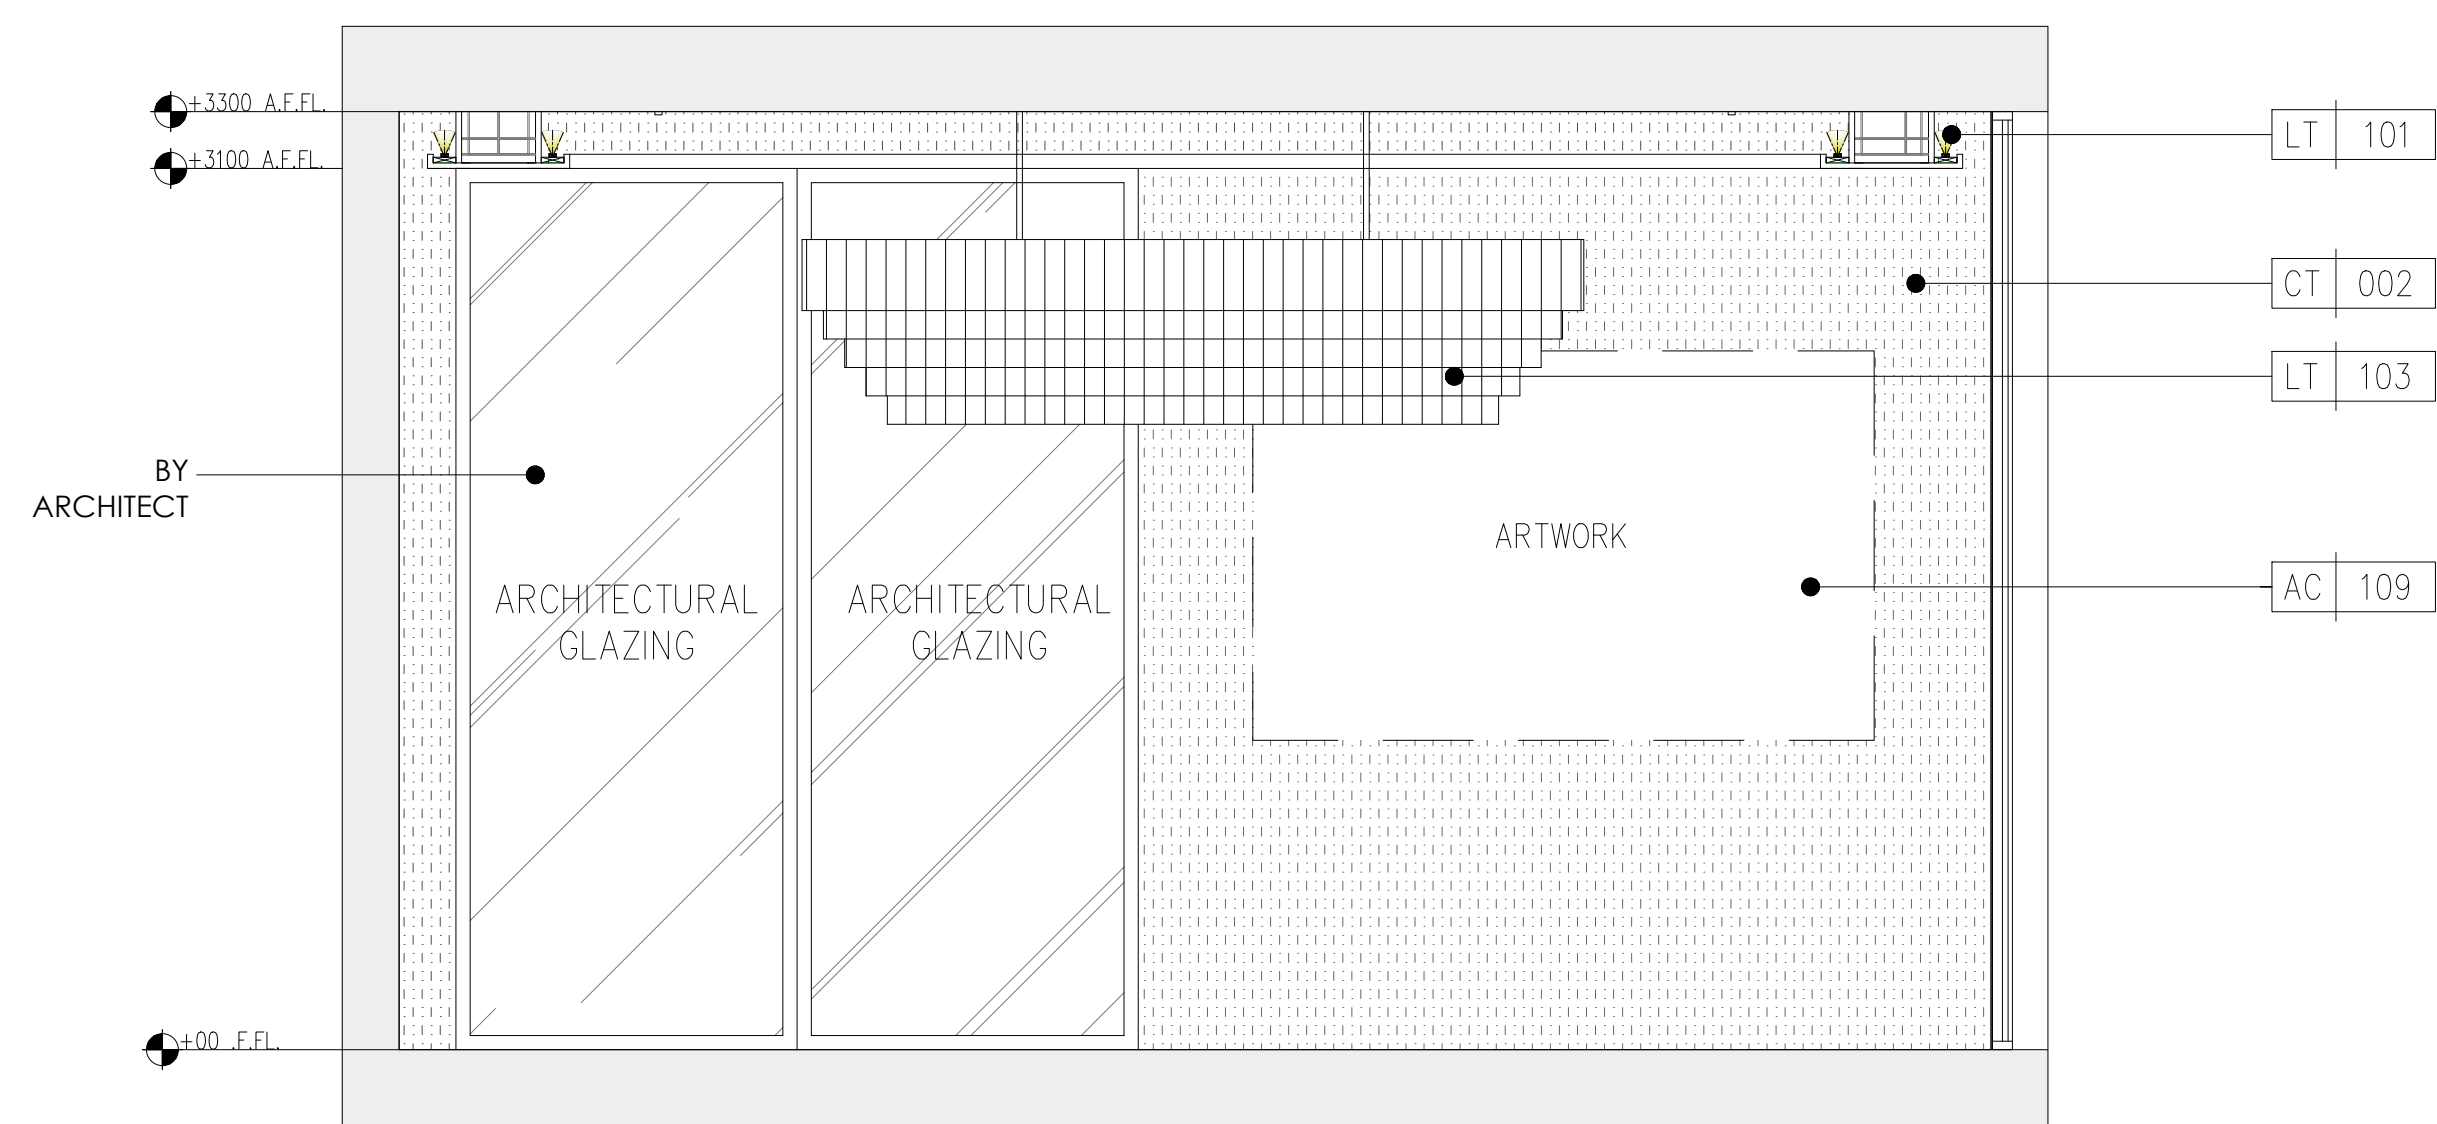 +3300 A.F.FL.
LT 101
+3100 A.F.FL.
CT 002
LT 103
BY
ARCHITECT
ARTWORK
AC 109
ARCHITECTURAL
GLAZING
ARCHITECTURAL
GLAZING
+00 .F.FL.